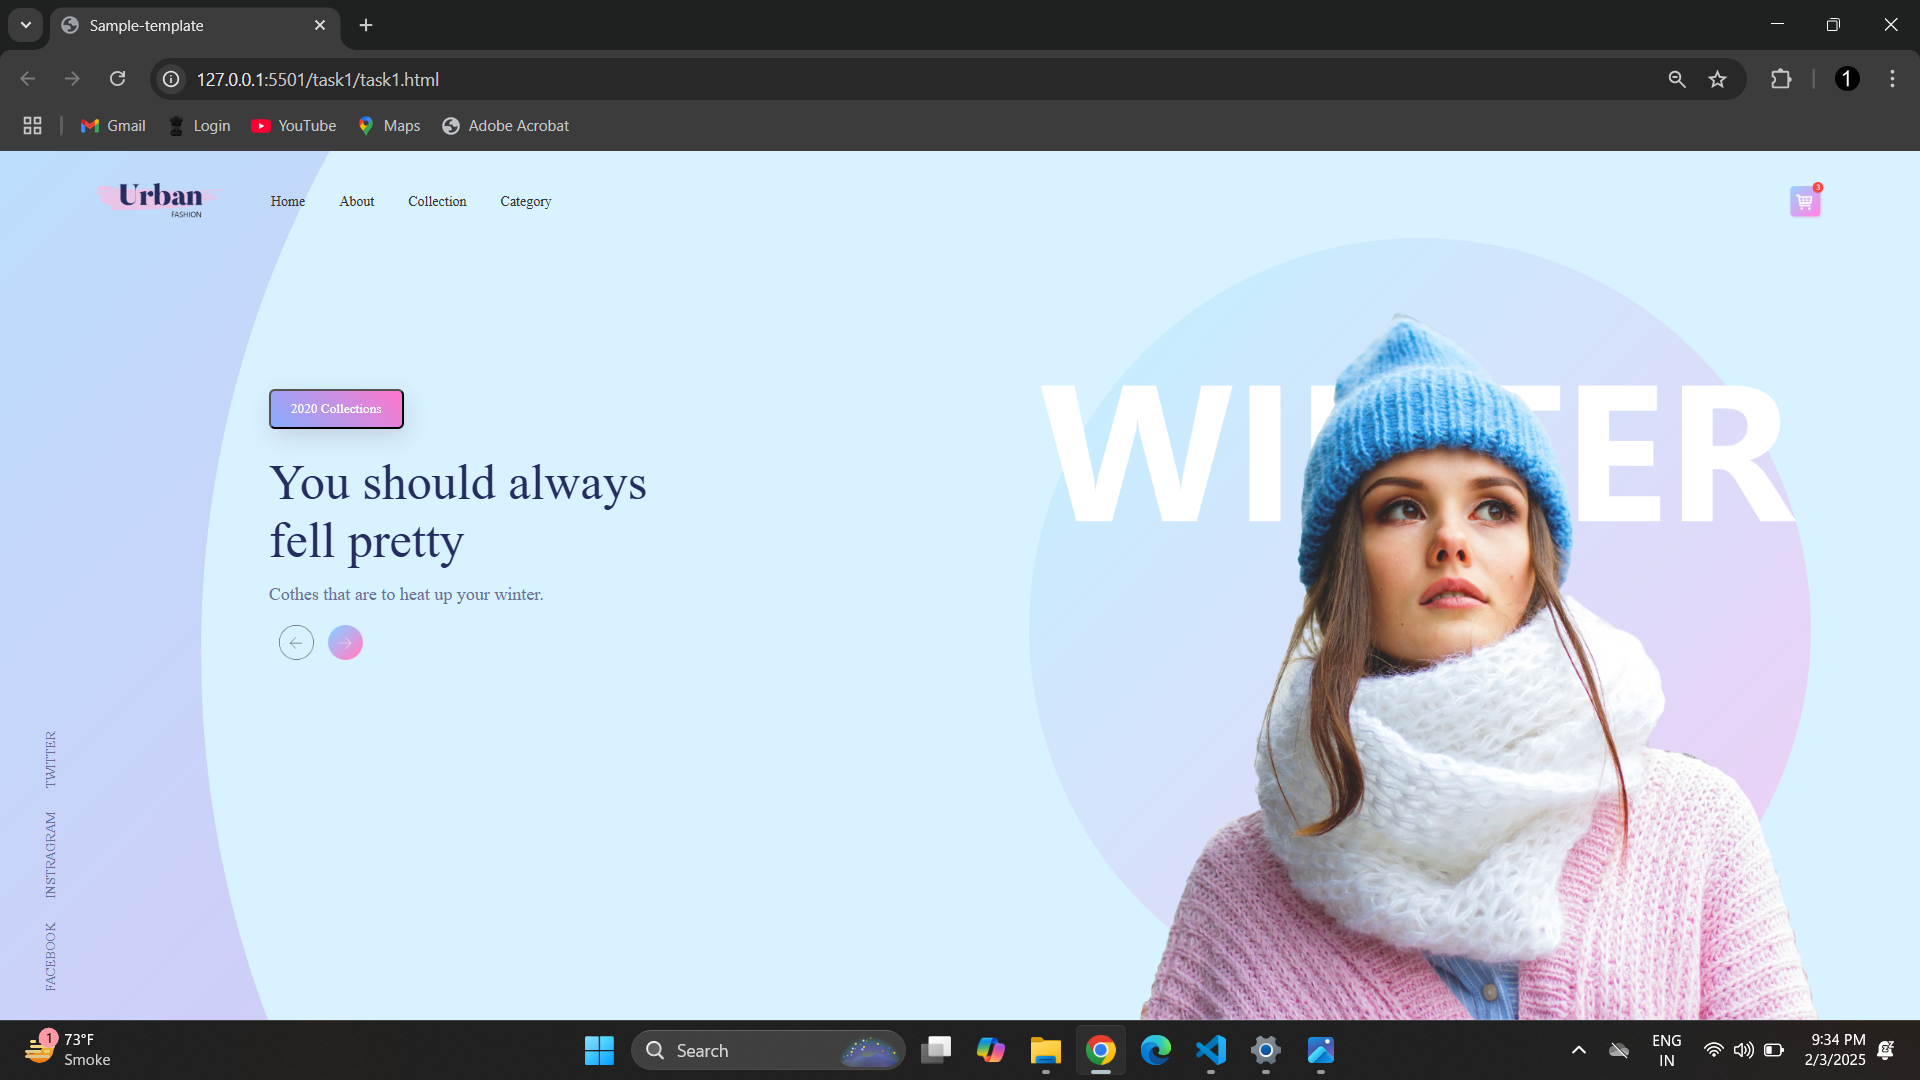 Sample-template
127.0.0.1:5501/task1/task1.html
1
Gmail
Login
YouTube
Maps
Adobe Acrobat
Urban
FASHION
Home
About
Collection
Category
3
2020 Collections
WI TER
You should always
fell pretty
Cothes that are to heat up your winter.
TWITTER
INSTRAGRAM
FACEBOOK
1
73°F
Smoke
Search
ENG
IN
9:34 PM
2/3/2025